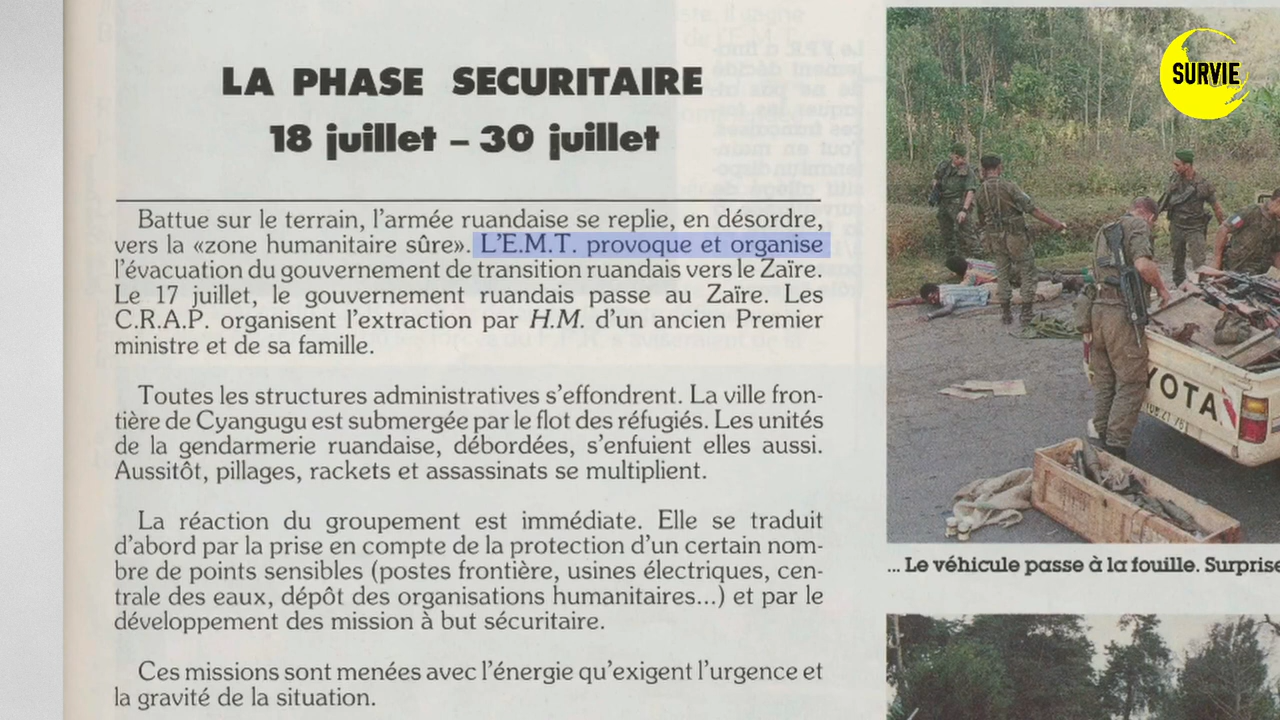 LA PHASE SECURITAIRE
18 juillet – 30 juillet
Battue sur le terrain, l'armée ruandaise se replie, en désordre,
vers la «zone humanitaire sûre». L'E.M.T. provoque et organise
l'évacuation du gouvernement de transition ruandais vers le Zaïre.
Le 17 juillet, le gouvernement ruandais passe au Zaïre. Les
C.R.A.P. organisent l'extraction par H.M. d'un ancien Premier
ministre et de sa famille.
Toutes les structures administratives s'effondrent. La ville fron-
tière de Cyangugu est submergée par le flot des réfugiés. Les unités
de la gendarmerie ruandaise, débordées, s'enfuient elles aussi.
Aussitôt, pillages, rackets et assassinats se multiplient.
La réaction du groupement est immédiate. Elle se traduit
d'abord par la prise en compte de la protection d'un certain nom-
bre de points sensibles (postes frontière, usines électriques, cen-
trale des eaux, dépôt des organisations humanitaires...) et par le
développement des mission à but sécuritaire.
Ces missions sont menées avec l'énergie qu'exigent l'urgence et
la gravité de la situation.
SURVIE
YOTA
... Le véhicule passe à la fouille. Surprise